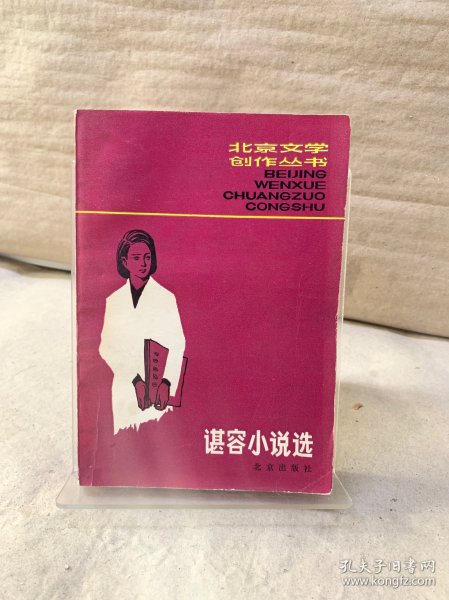 北京文学
创作丛书
BEIJING
WENXUE
CHUANGZUO
CONGSHU
谌容小说选
北京出版社
孔夫子旧书网
www.kongfz.com